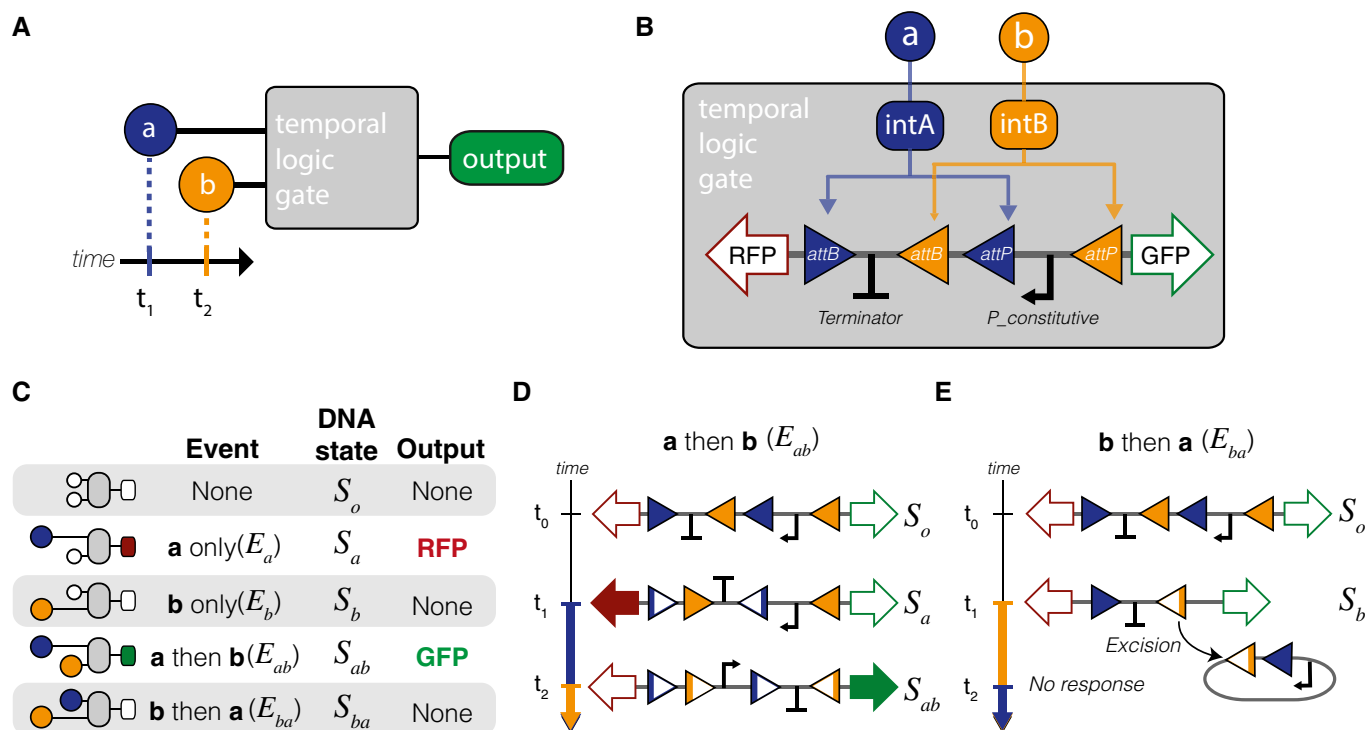 A
a
b
temporal
logic
gate
output
time
t1
t2
B
a
b
temporal
logic
gate
intA
intB
RFP
attB
attB
attP
attP
GFP
Terminator
P_constitutive
C
Event
DNA
state
Output
None
So
None
a only(Ea)
Sa
RFP
b only(Eb)
Sb
None
a then b(Eab)
Sab
GFP
b then a (Eba)
Sba
None
D
a then b (Eab)
time
t0
So
t1
Sa
t2
Sab
E
b then a (Eba)
time
t0
So
t1
Sb
Excision
t2
No response